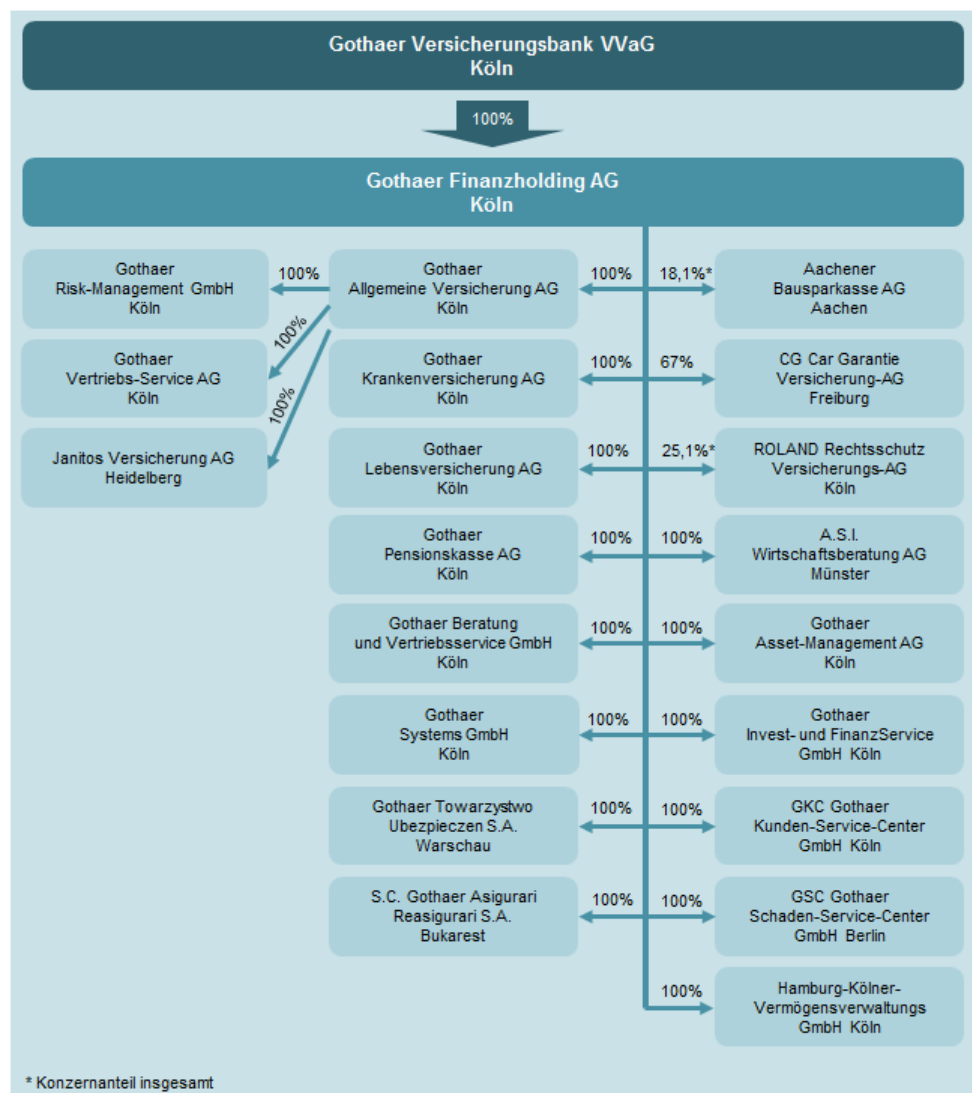 Gothaer Versicherungsbank VVaG
Köln
100%
Gothaer Finanzholding AG
Köln
Gothaer
Risk-Management GmbH
Köln
100%
Gothaer
Allgemeine Versicherung AG
Köln
100%
18,1%*
Aachener
Bausparkasse AG
Aachen
100%
Gothaer
Vertriebs-Service AG
Köln
Gothaer
Krankenversicherung AG
Köln
100%
67%
CG Car Garantie
Versicherung-AG
Freiburg
100%
Janitos Versicherung AG
Heidelberg
Gothaer
Lebensversicherung AG
Köln
100%
25,1%*
ROLAND Rechtsschutz
Versicherungs-AG
Köln
Gothaer
Pensionskasse AG
Köln
100%
100%
A.S.I.
Wirtschaftsberatung AG
Münster
Gothaer Beratung
und Vertriebsservice GmbH
Köln
100%
100%
Gothaer
Asset-Management AG
Köln
Gothaer
Systems GmbH
Köln
100%
100%
Gothaer
Invest- und FinanzService
GmbH Köln
Gothaer Towarzystwo
Ubezpieczen S.A.
Warschau
100%
100%
GKC Gothaer
Kunden-Service-Center
GmbH Köln
S.C. Gothaer Asigurari
Reasigurari S.A.
Bukarest
100%
100%
GSC Gothaer
Schaden-Service-Center
GmbH Berlin
100%
Hamburg-Kölner-
Vermögensverwaltungs
GmbH Köln
* Konzernanteil insgesamt